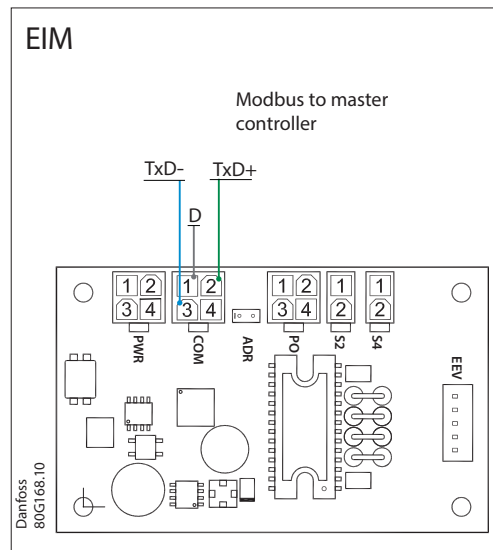 EIM
Modbus to master
controller
TxD- TxD+
D
1 2 1 2 1 2 1 1
3 4 3 4 3 4 2 2
PWR COM ADR PO S2 S4
EEV
Danfoss
80G168.10